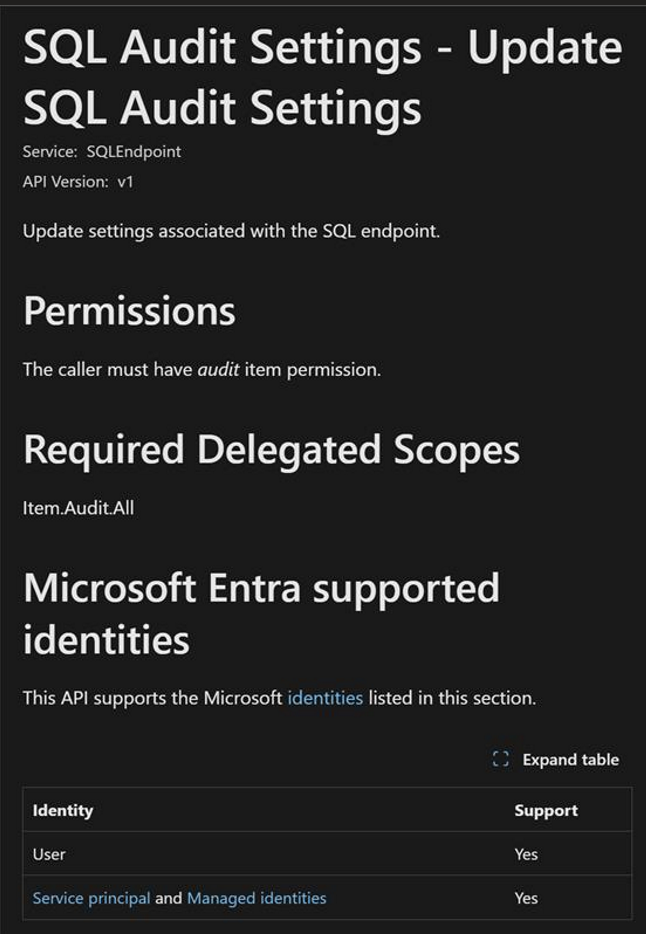 SQL Audit Settings - Update
SQL Audit Settings
Service: SQLEndpoint
API Version: v1
Update settings associated with the SQL endpoint.
Permissions
The caller must have audit item permission.
Required Delegated Scopes
Item.Audit.All
Microsoft Entra supported
identities
This API supports the Microsoft identities listed in this section.
Expand table
Identity Support
User Yes
Service principal and Managed identities Yes